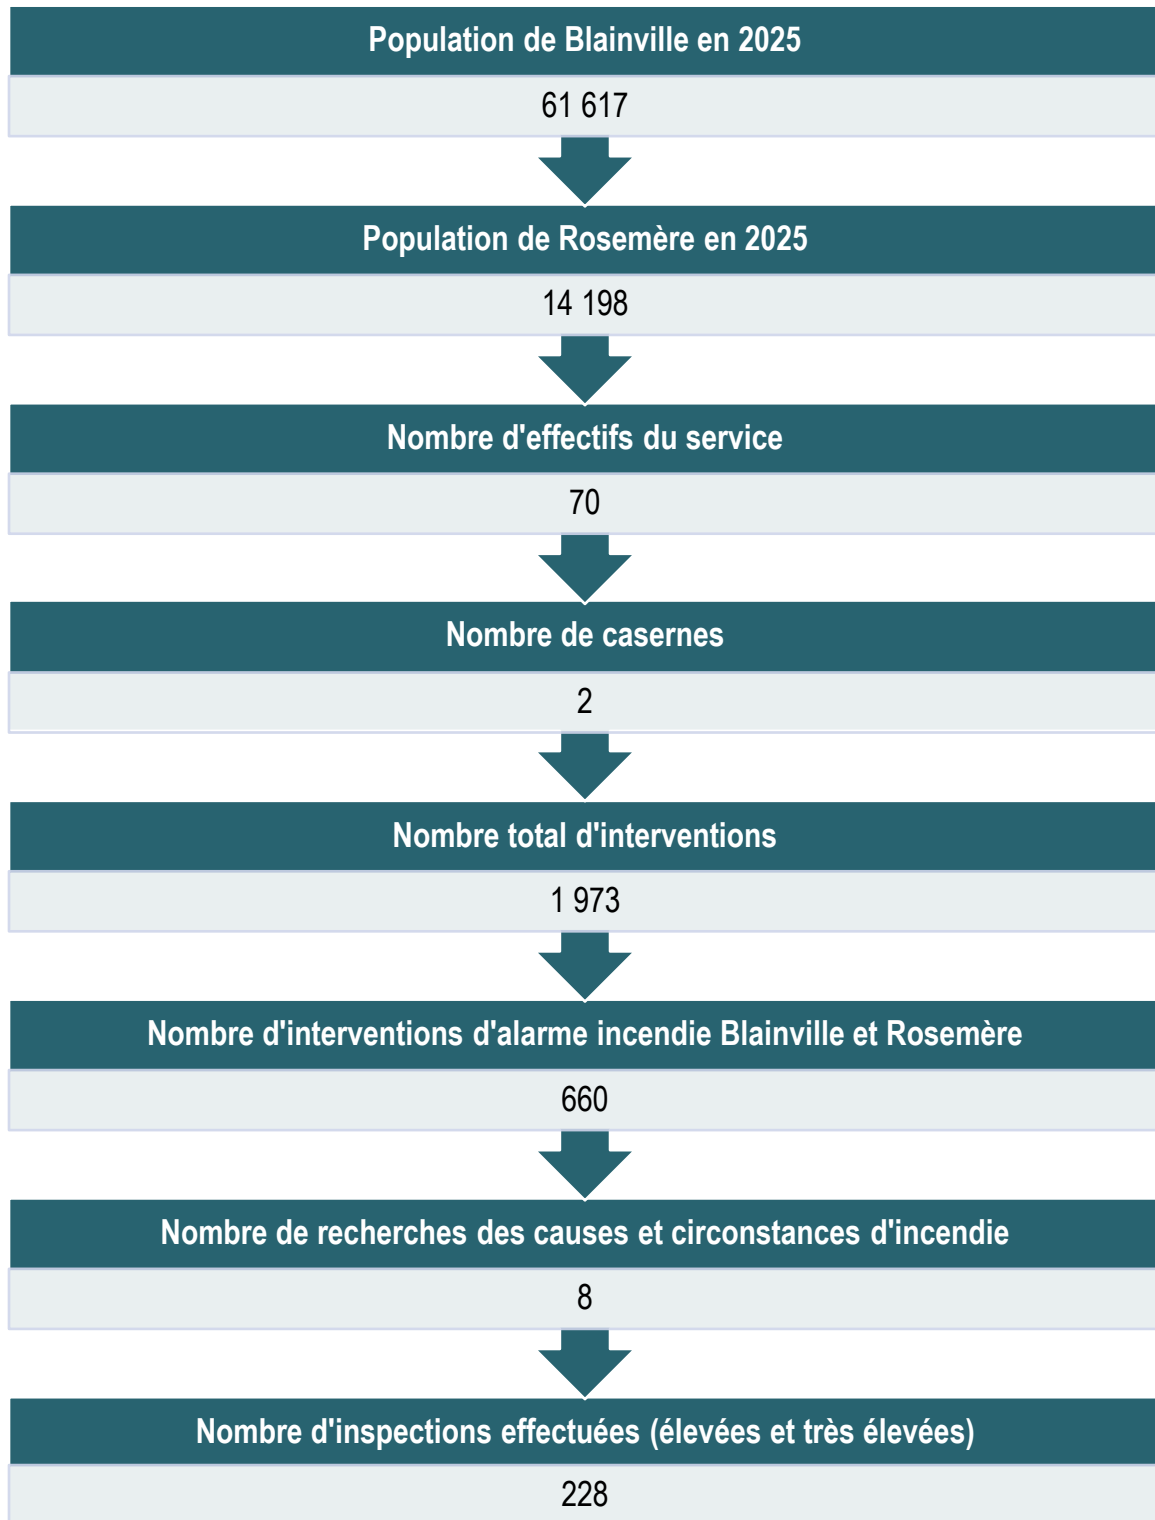 Population de Blainville en 2025
61 617
Population de Rosemère en 2025
14 198
Nombre d'effectifs du service
70
Nombre de casernes
2
Nombre total d'interventions
1 973
Nombre d'interventions d'alarme incendie Blainville et Rosemère
660
Nombre de recherches des causes et circonstances d'incendie
8
Nombre d'inspections effectuées (élevées et très élevées)
228